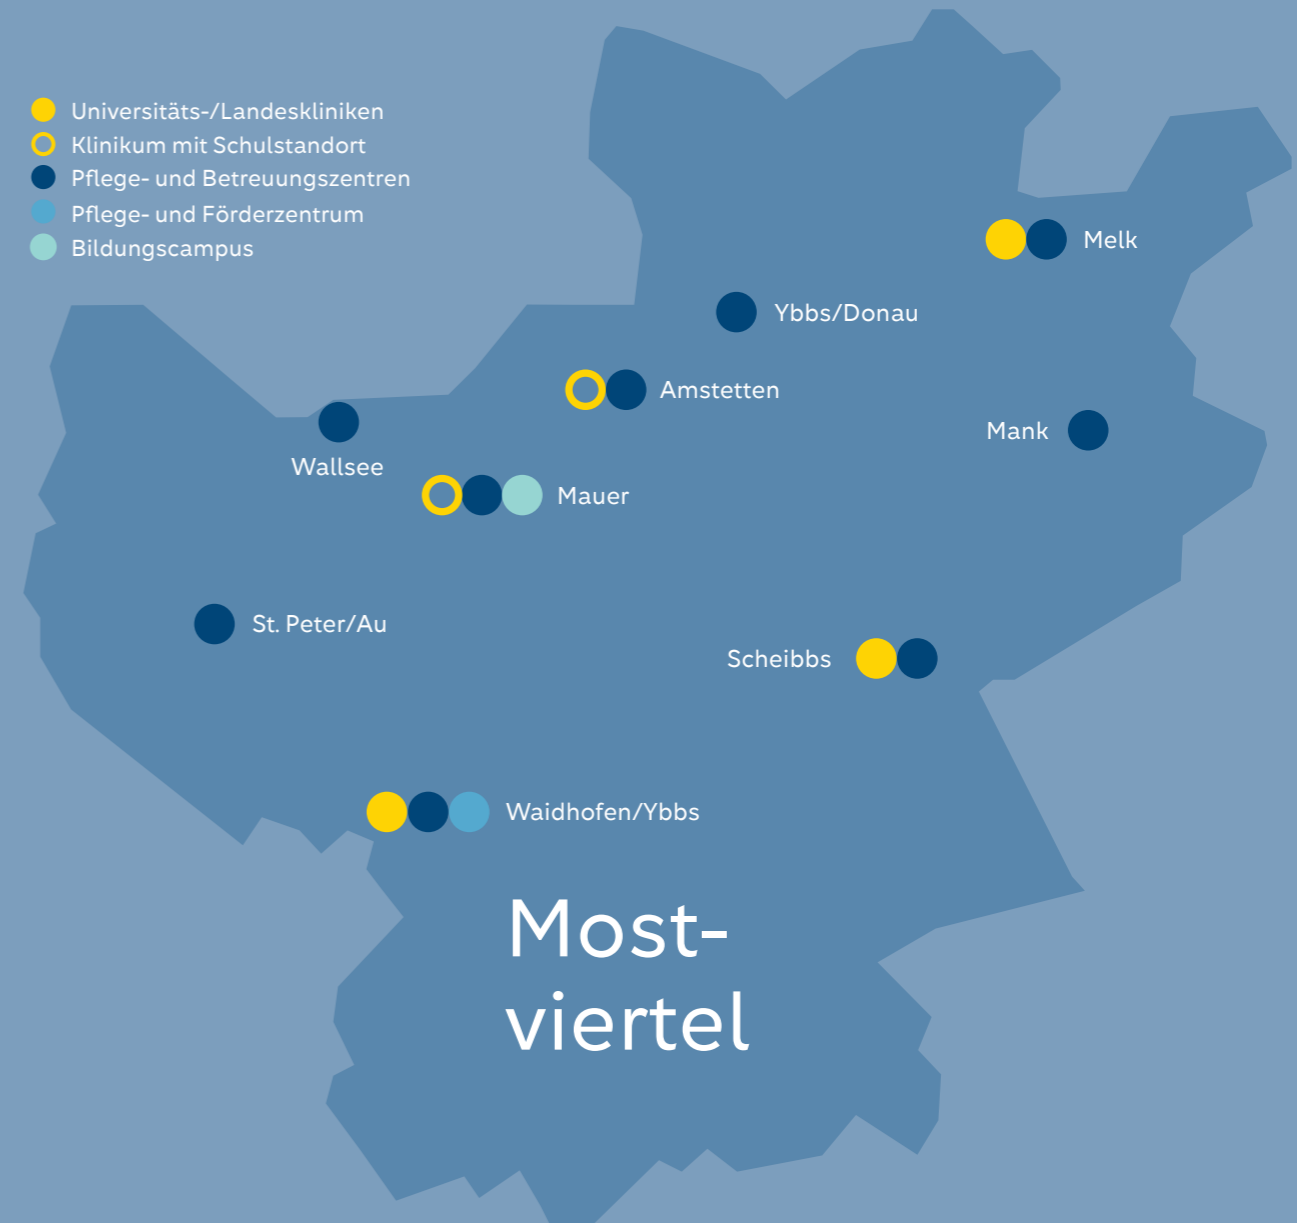 Universitäts-/Landeskliniken
Klinikum mit Schulstandort
Pflege- und Betreuungszentren
Pflege- und Förderzentrum
Bildungscampus
Melk
Ybbs/Donau
Amstetten
Mank
Wallsee
Mauer
St. Peter/Au
Scheibbs
Waidhofen/Ybbs
Most-
viertel